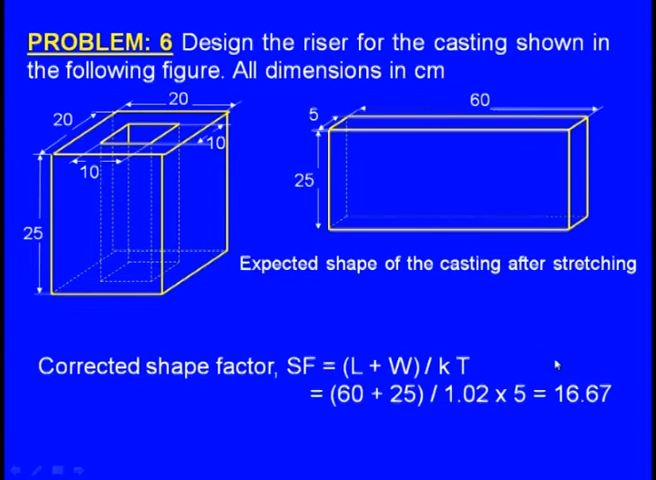 PROBLEM: 6 Design the riser for the casting shown in
the following figure. All dimensions in cm
20
20
10
10
25
60
5
25
Expected shape of the casting after stretching
Corrected shape factor, SF = (L + W) / k T
= (60 + 25) / 1.02 x 5 = 16.67